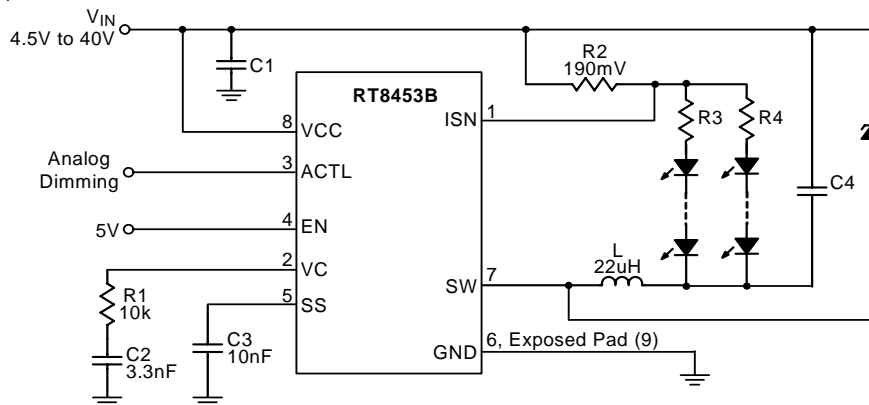 VIN
4.5V to 40V
C1
R2
190mV
RT8453B
ISN
1
R3
R4
8
VCC
Analog
Dimming
3
ACTL
C4
5V
4
EN
2
VC
L
22uH
7
SW
R1
10k
5
SS
C2
3.3nF
C3
10nF
GND
6, Exposed Pad (9)